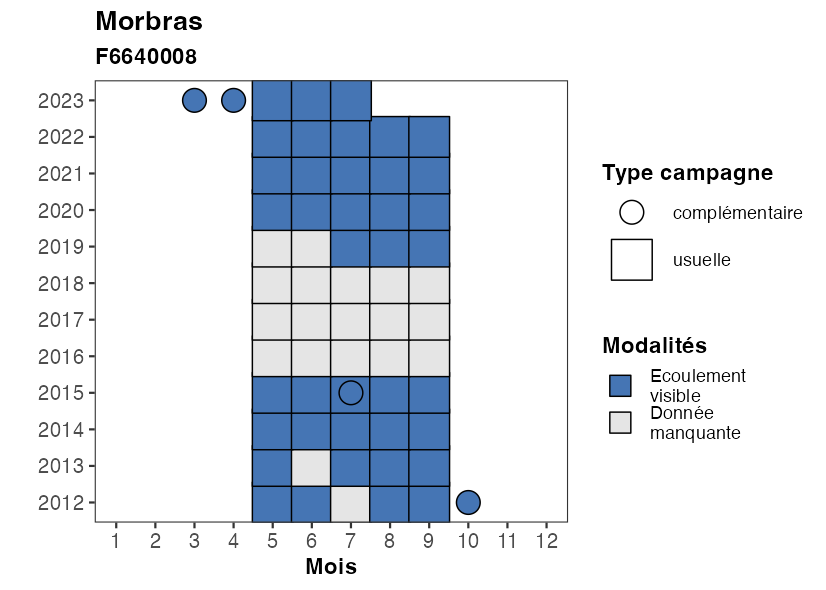 Morbras
F6640008
2023
2022
2021
2020
2019
2018
2017
2016
2015
2014
2013
2012
1 2 3 4 5 6 7 8 9 10 11 12
Mois
Type campagne
complémentaire
usuelle
Modalités
Ecoulement
visible
Donnée
manquante